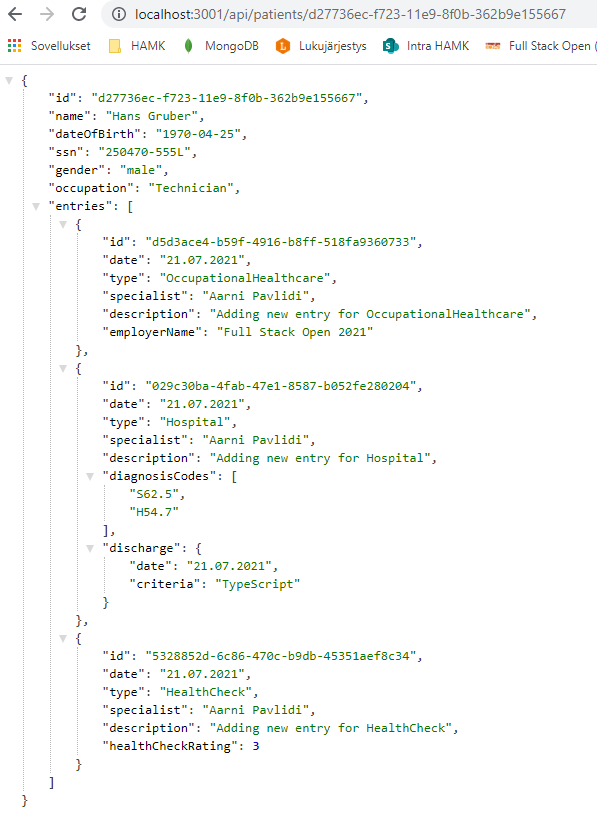 localhost:3001/api/patients/d27736ec-f723-11e9-8f0b-362b9e155667
Sovellukset HAMK MongoDB Lukujärjestys Intra HAMK Full Stack Open (
{
"id": "d27736ec-f723-11e9-8f0b-362b9e155667",
"name": "Hans Gruber",
"dateOfBirth": "1970-04-25",
"ssn": "250470-555L",
"gender": "male",
"occupation": "Technician",
"entries": [
{
"id": "d5d3ace4-b59f-4916-b8ff-518fa9360733",
"date": "21.07.2021",
"type": "OccupationalHealthcare",
"specialist": "Aarni Pavlidi",
"description": "Adding new entry for OccupationalHealthcare",
"employerName": "Full Stack Open 2021"
},
{
"id": "029c30ba-4fab-47e1-8587-b052fe280204",
"date": "21.07.2021",
"type": "Hospital",
"specialist": "Aarni Pavlidi",
"description": "Adding new entry for Hospital",
"diagnosisCodes": [
"S62.5",
"H54.7"
],
"discharge": {
"date": "21.07.2021",
"criteria": "TypeScript"
}
},
{
"id": "5328852d-6c86-470c-b9db-45351aef8c34",
"date": "21.07.2021",
"type": "HealthCheck",
"specialist": "Aarni Pavlidi",
"description": "Adding new entry for HealthCheck",
"healthCheckRating": 3
}
]
}